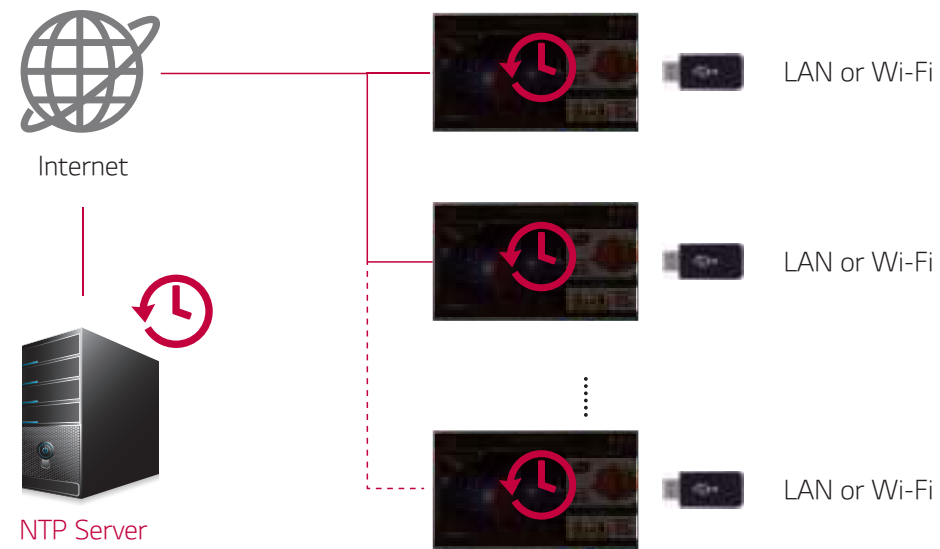 LAN or Wi-Fi
Internet
LAN or Wi-Fi
LAN or Wi-Fi
NTP Server